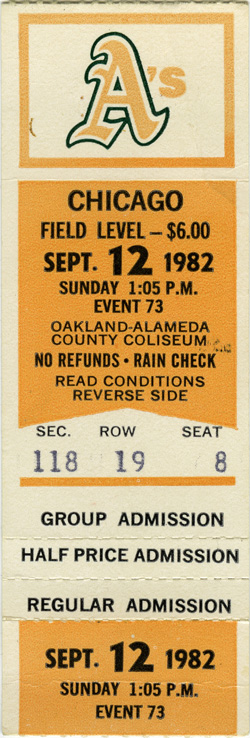 A's
CHICAGO
FIELD LEVEL – $6.00
SEPT. 12 1982
SUNDAY 1:05 P.M.
EVENT 73
OAKLAND-ALAMEDA
COUNTY COLISEUM
NO REFUNDS • RAIN CHECK
READ CONDITIONS
REVERSE SIDE
SEC. ROW SEAT
118 19 8
GROUP ADMISSION
HALF PRICE ADMISSION
REGULAR ADMISSION
SEPT. 12 1982
SUNDAY 1:05 P.M.
EVENT 73